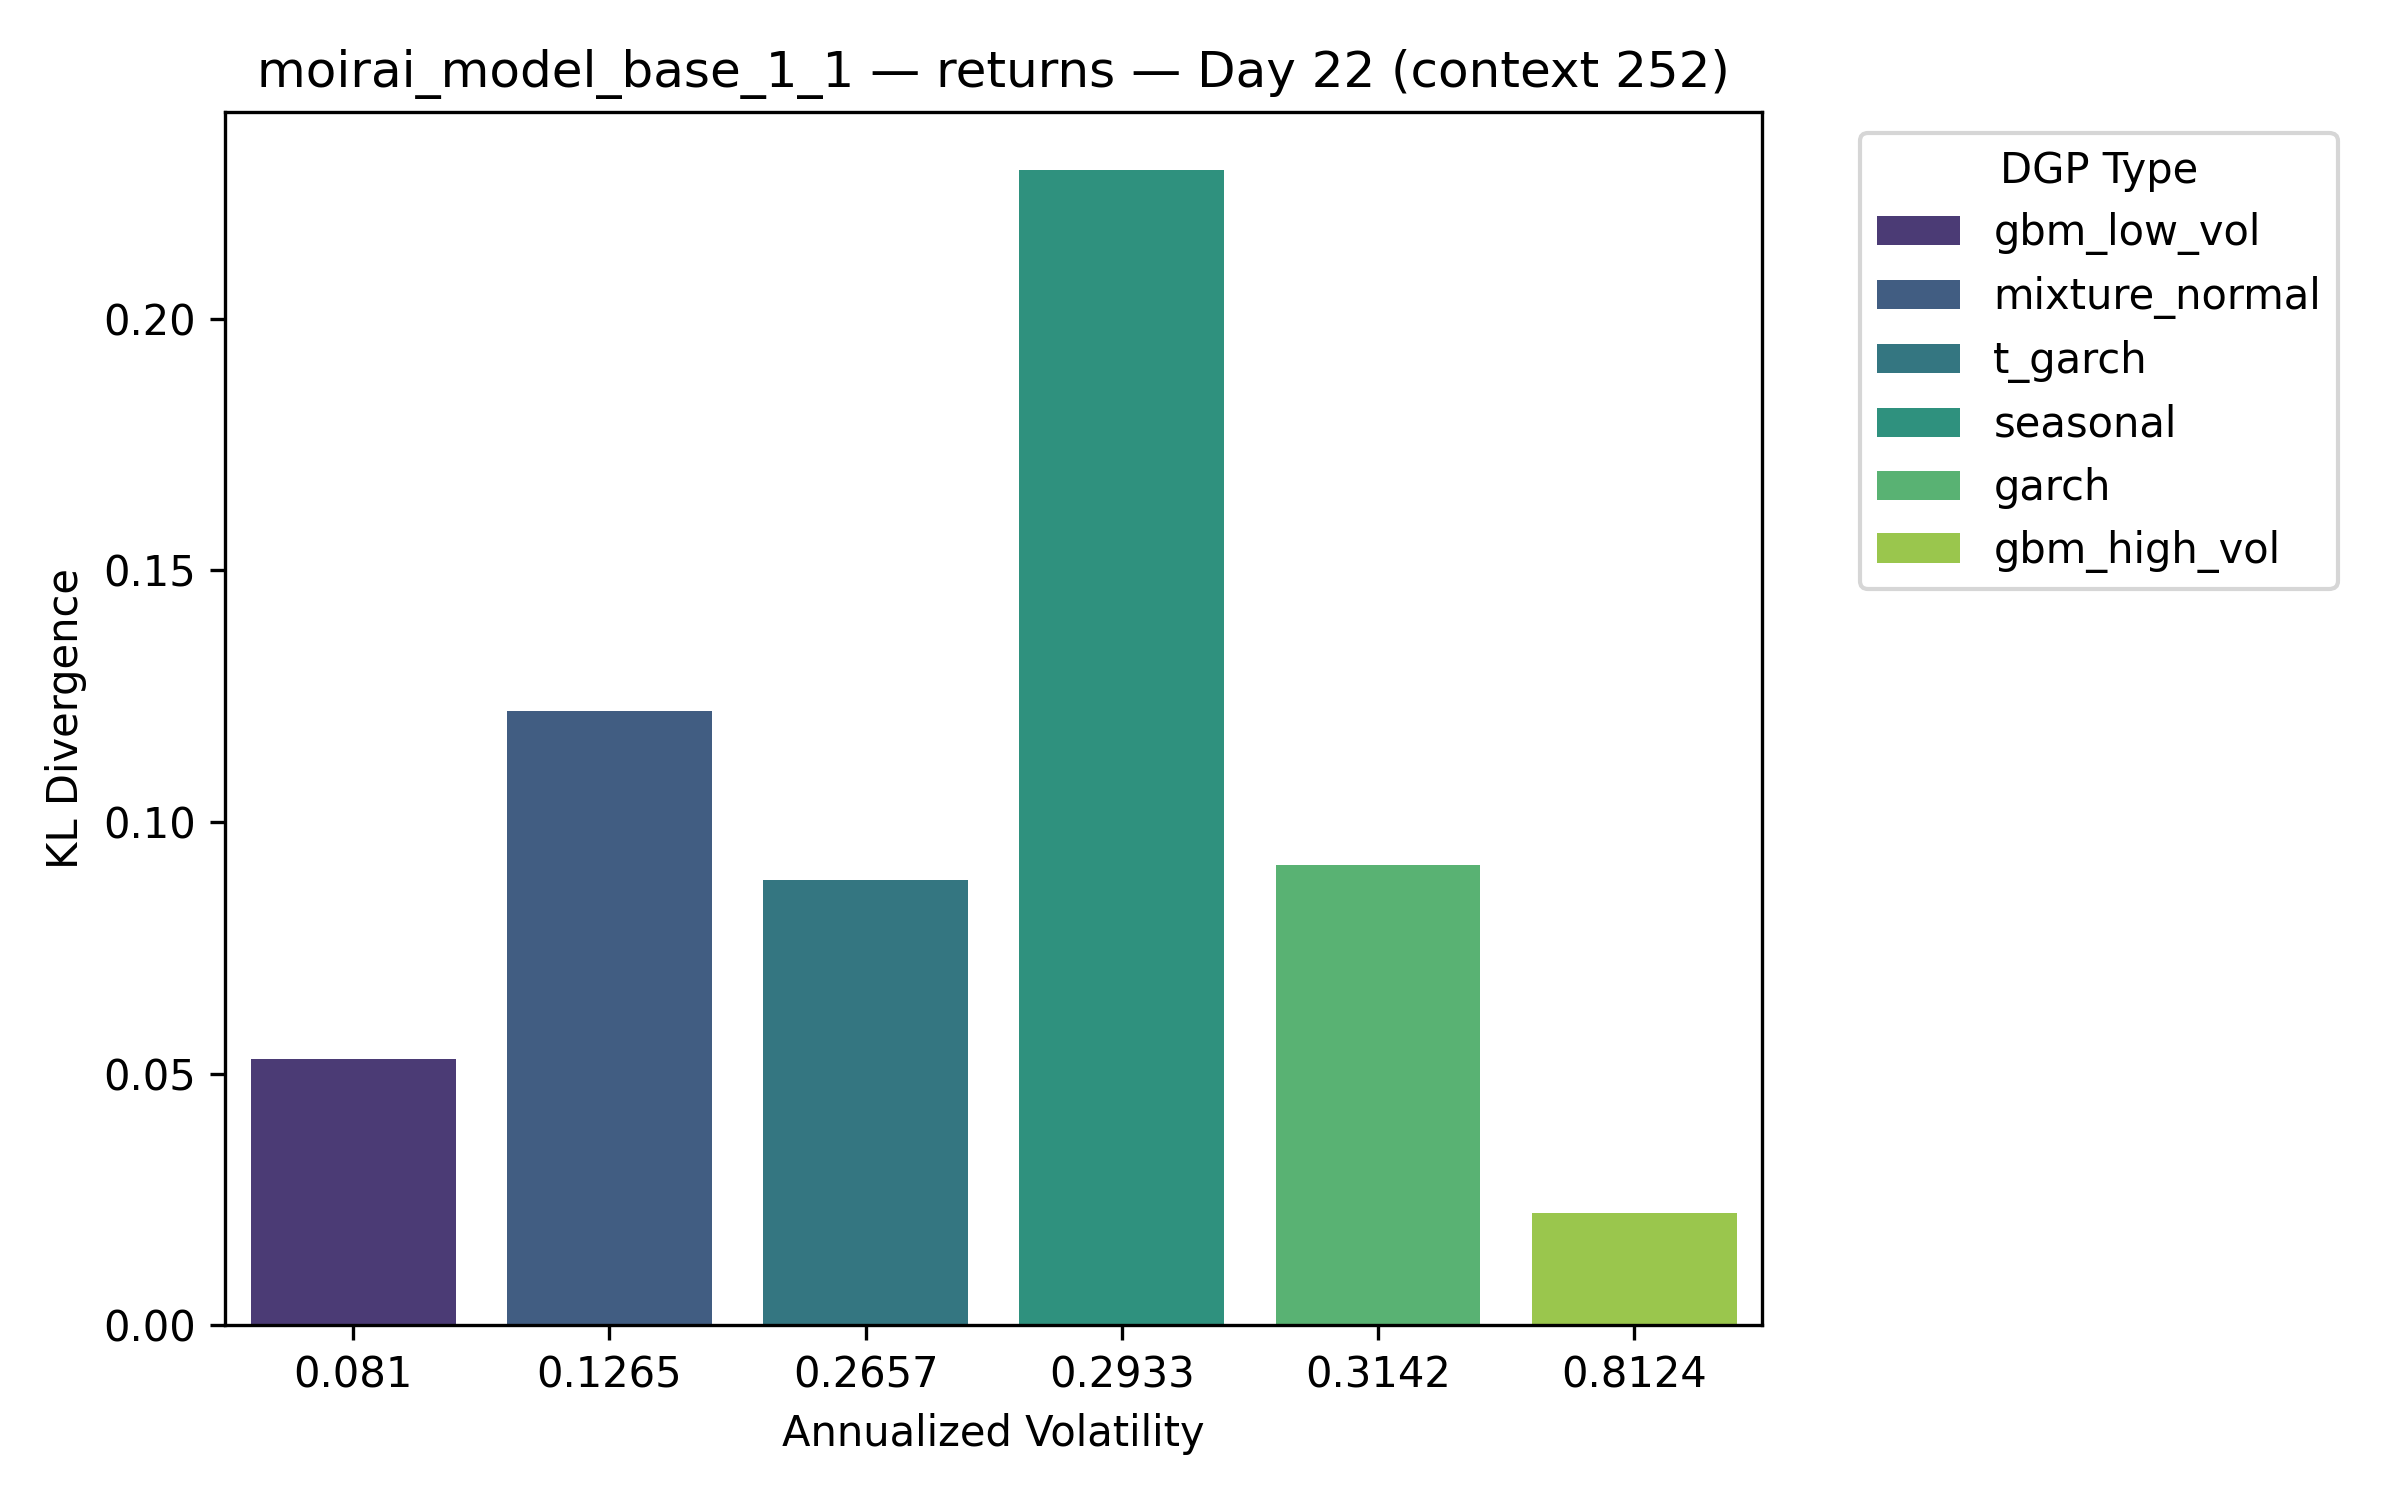 moirai_model_base_1_1 — returns — Day 22 (context 252)
KL Divergence
0.20
0.15
0.10
0.05
0.00
0.081 0.1265 0.2657 0.2933 0.3142 0.8124
Annualized Volatility
DGP Type
gbm_low_vol
mixture_normal
t_garch
seasonal
garch
gbm_high_vol